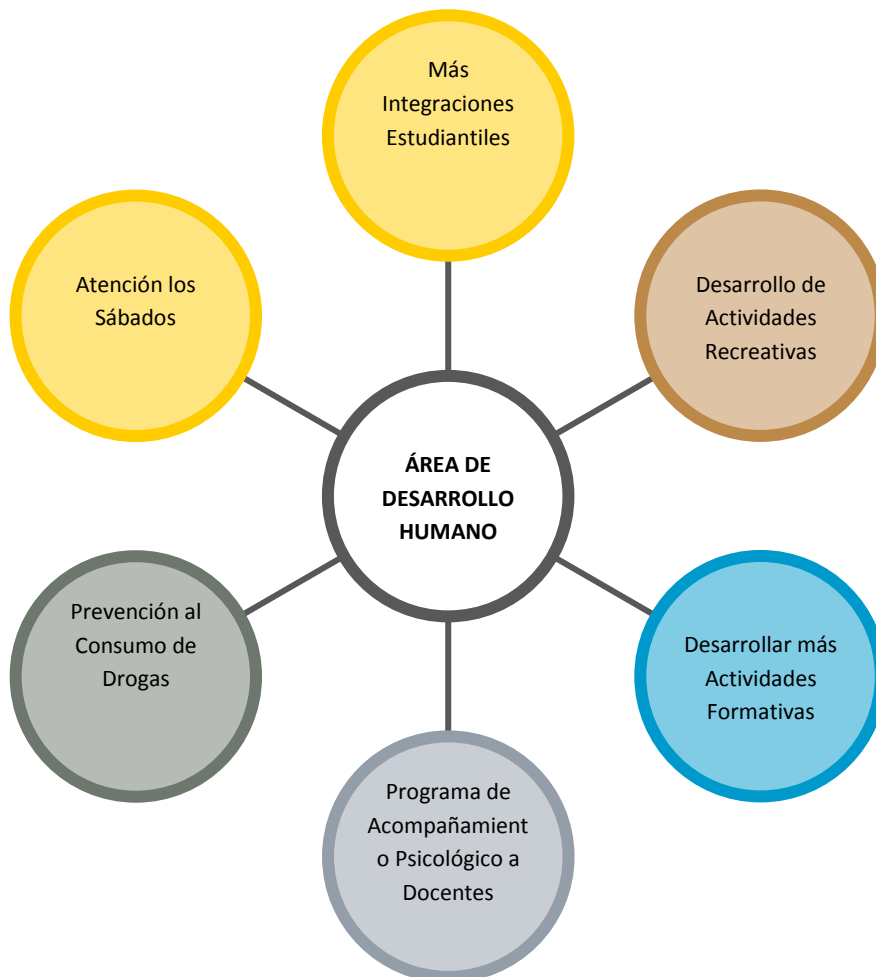 Más
Integraciones
Estudiantiles
Atención los
Sábados
Desarrollo de
Actividades
Recreativas
ÁREA DE
DESARROLLO
HUMANO
Prevención al
Consumo de
Drogas
Desarrollar más
Actividades
Formativas
Programa de
Acompañamient
o Psicológico a
Docentes